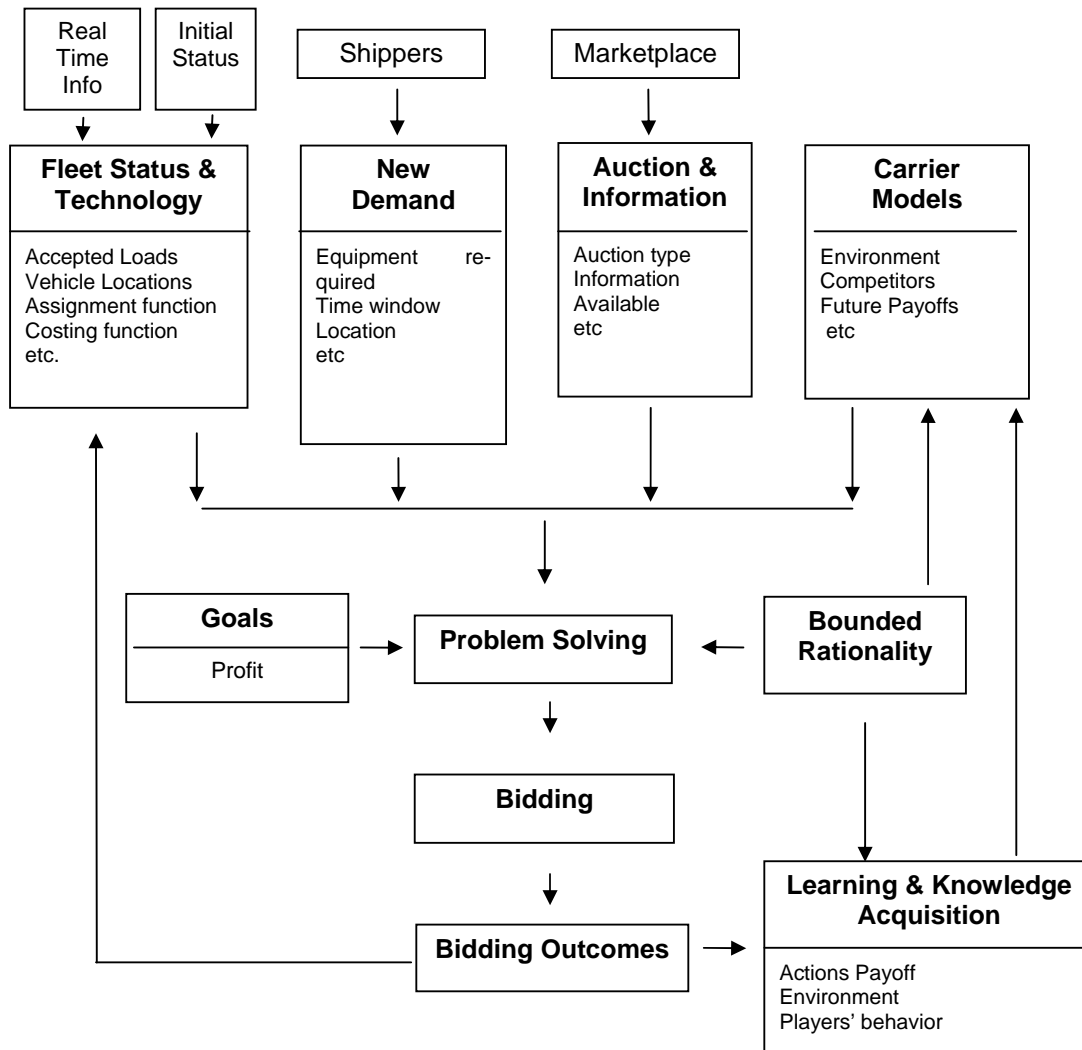 Real
Time
Info
Initial
Status
Shippers
Marketplace
Fleet Status &
Technology
Accepted Loads
Vehicle Locations
Assignment function
Costing function
etc.
New
Demand
Equipment re-
quired
Time window
Location
etc
Auction &
Information
Auction type
Information
Available
etc
Carrier
Models
Environment
Competitors
Future Payoffs
etc
Goals
Profit
Problem Solving
Bounded
Rationality
Bidding
Bidding Outcomes
Learning & Knowledge
Acquisition
Actions Payoff
Environment
Players’ behavior